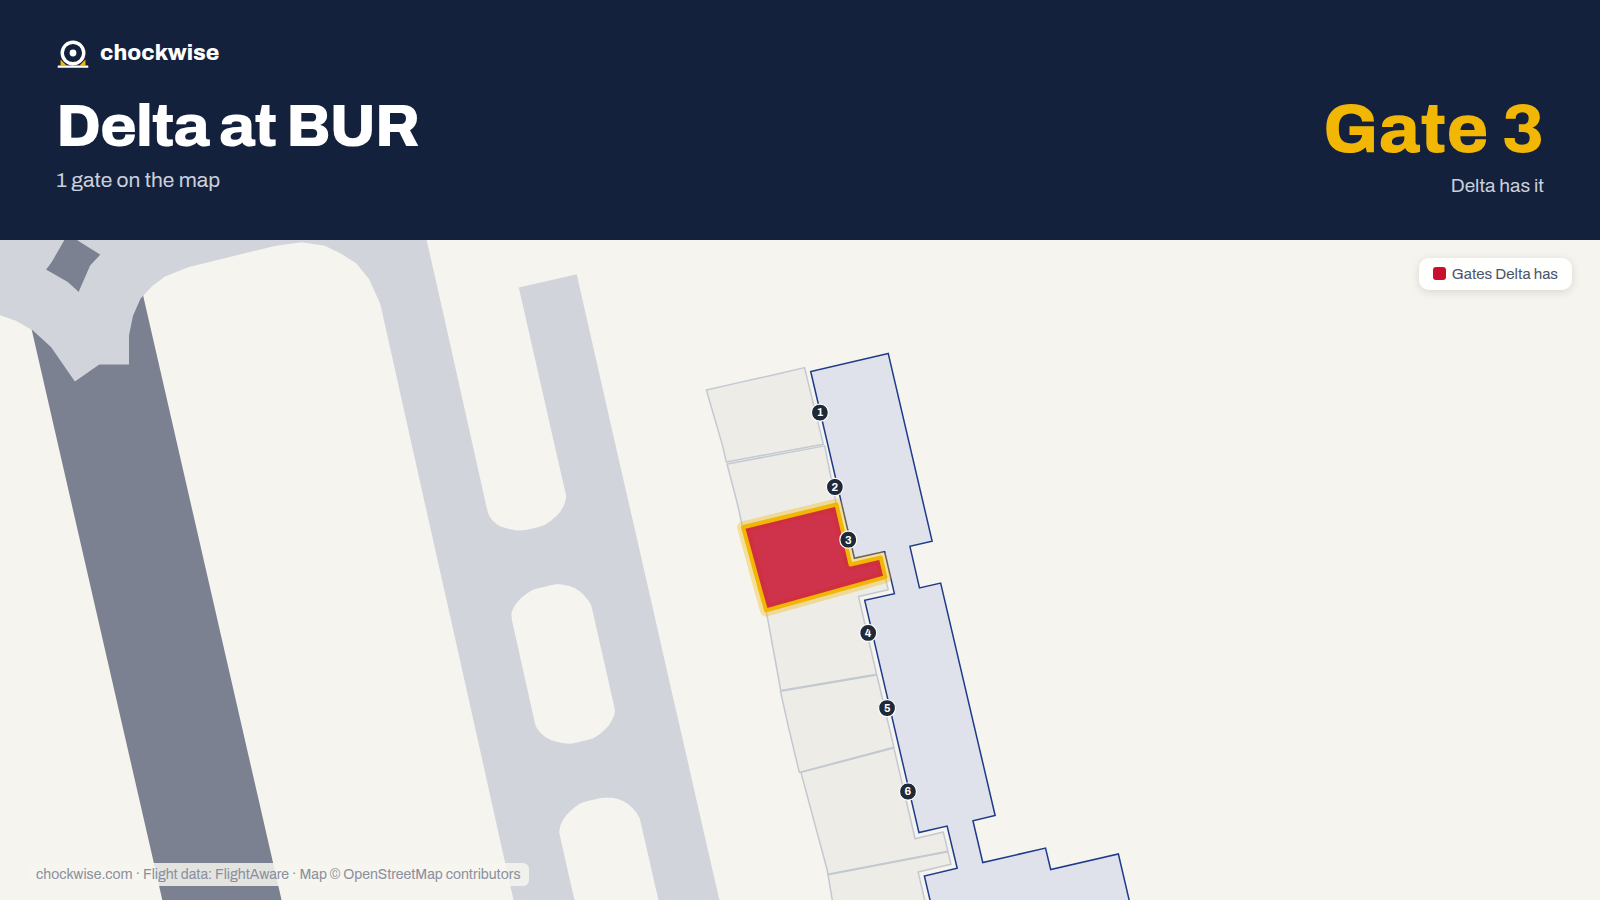 chockwise
Delta at BUR
1 gate on the map
Gate 3
Delta has it
Gates Delta has
1
2
3
4
5
6
chockwise.com · Flight data: FlightAware · Map © OpenStreetMap contributors